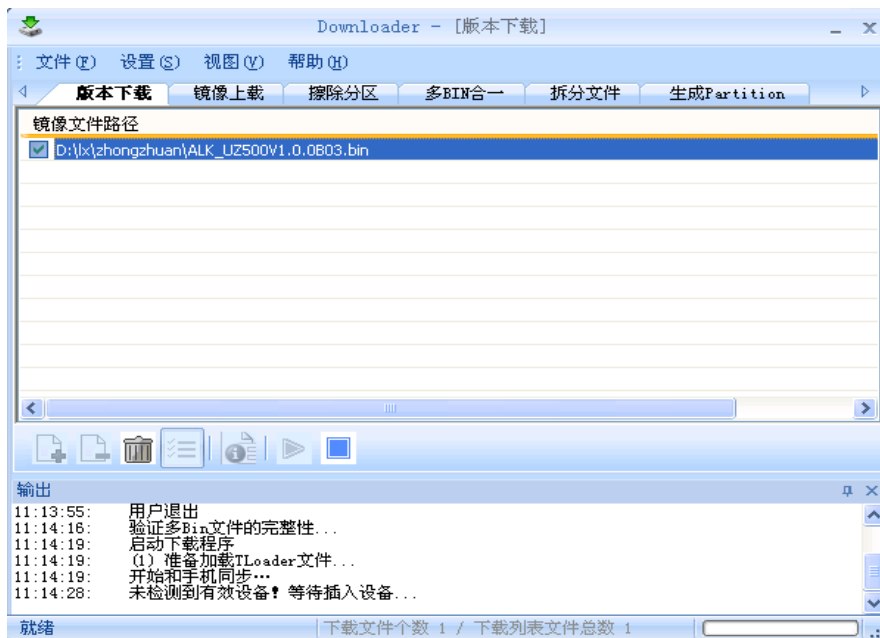 Downloader - [版本下载]
文件(F) 设置(S) 视图(V) 帮助(H)
版本下载 镜像上载 擦除分区 多BIN合一 拆分文件 生成Partition
镜像文件路径
D:\lx\zhongzhuan\ALK_UZ500V1.0.0B03.bin
输出
11:13:55: 用户退出
11:14:16: 验证多Bin文件的完整性...
11:14:19: 启动下载程序
11:14:19: (1) 准备加载TLoader文件...
11:14:19: 开始和手机同步…
11:14:28: 未检测到有效设备! 等待插入设备...
就绪 下载文件个数 1 / 下载列表文件总数 1